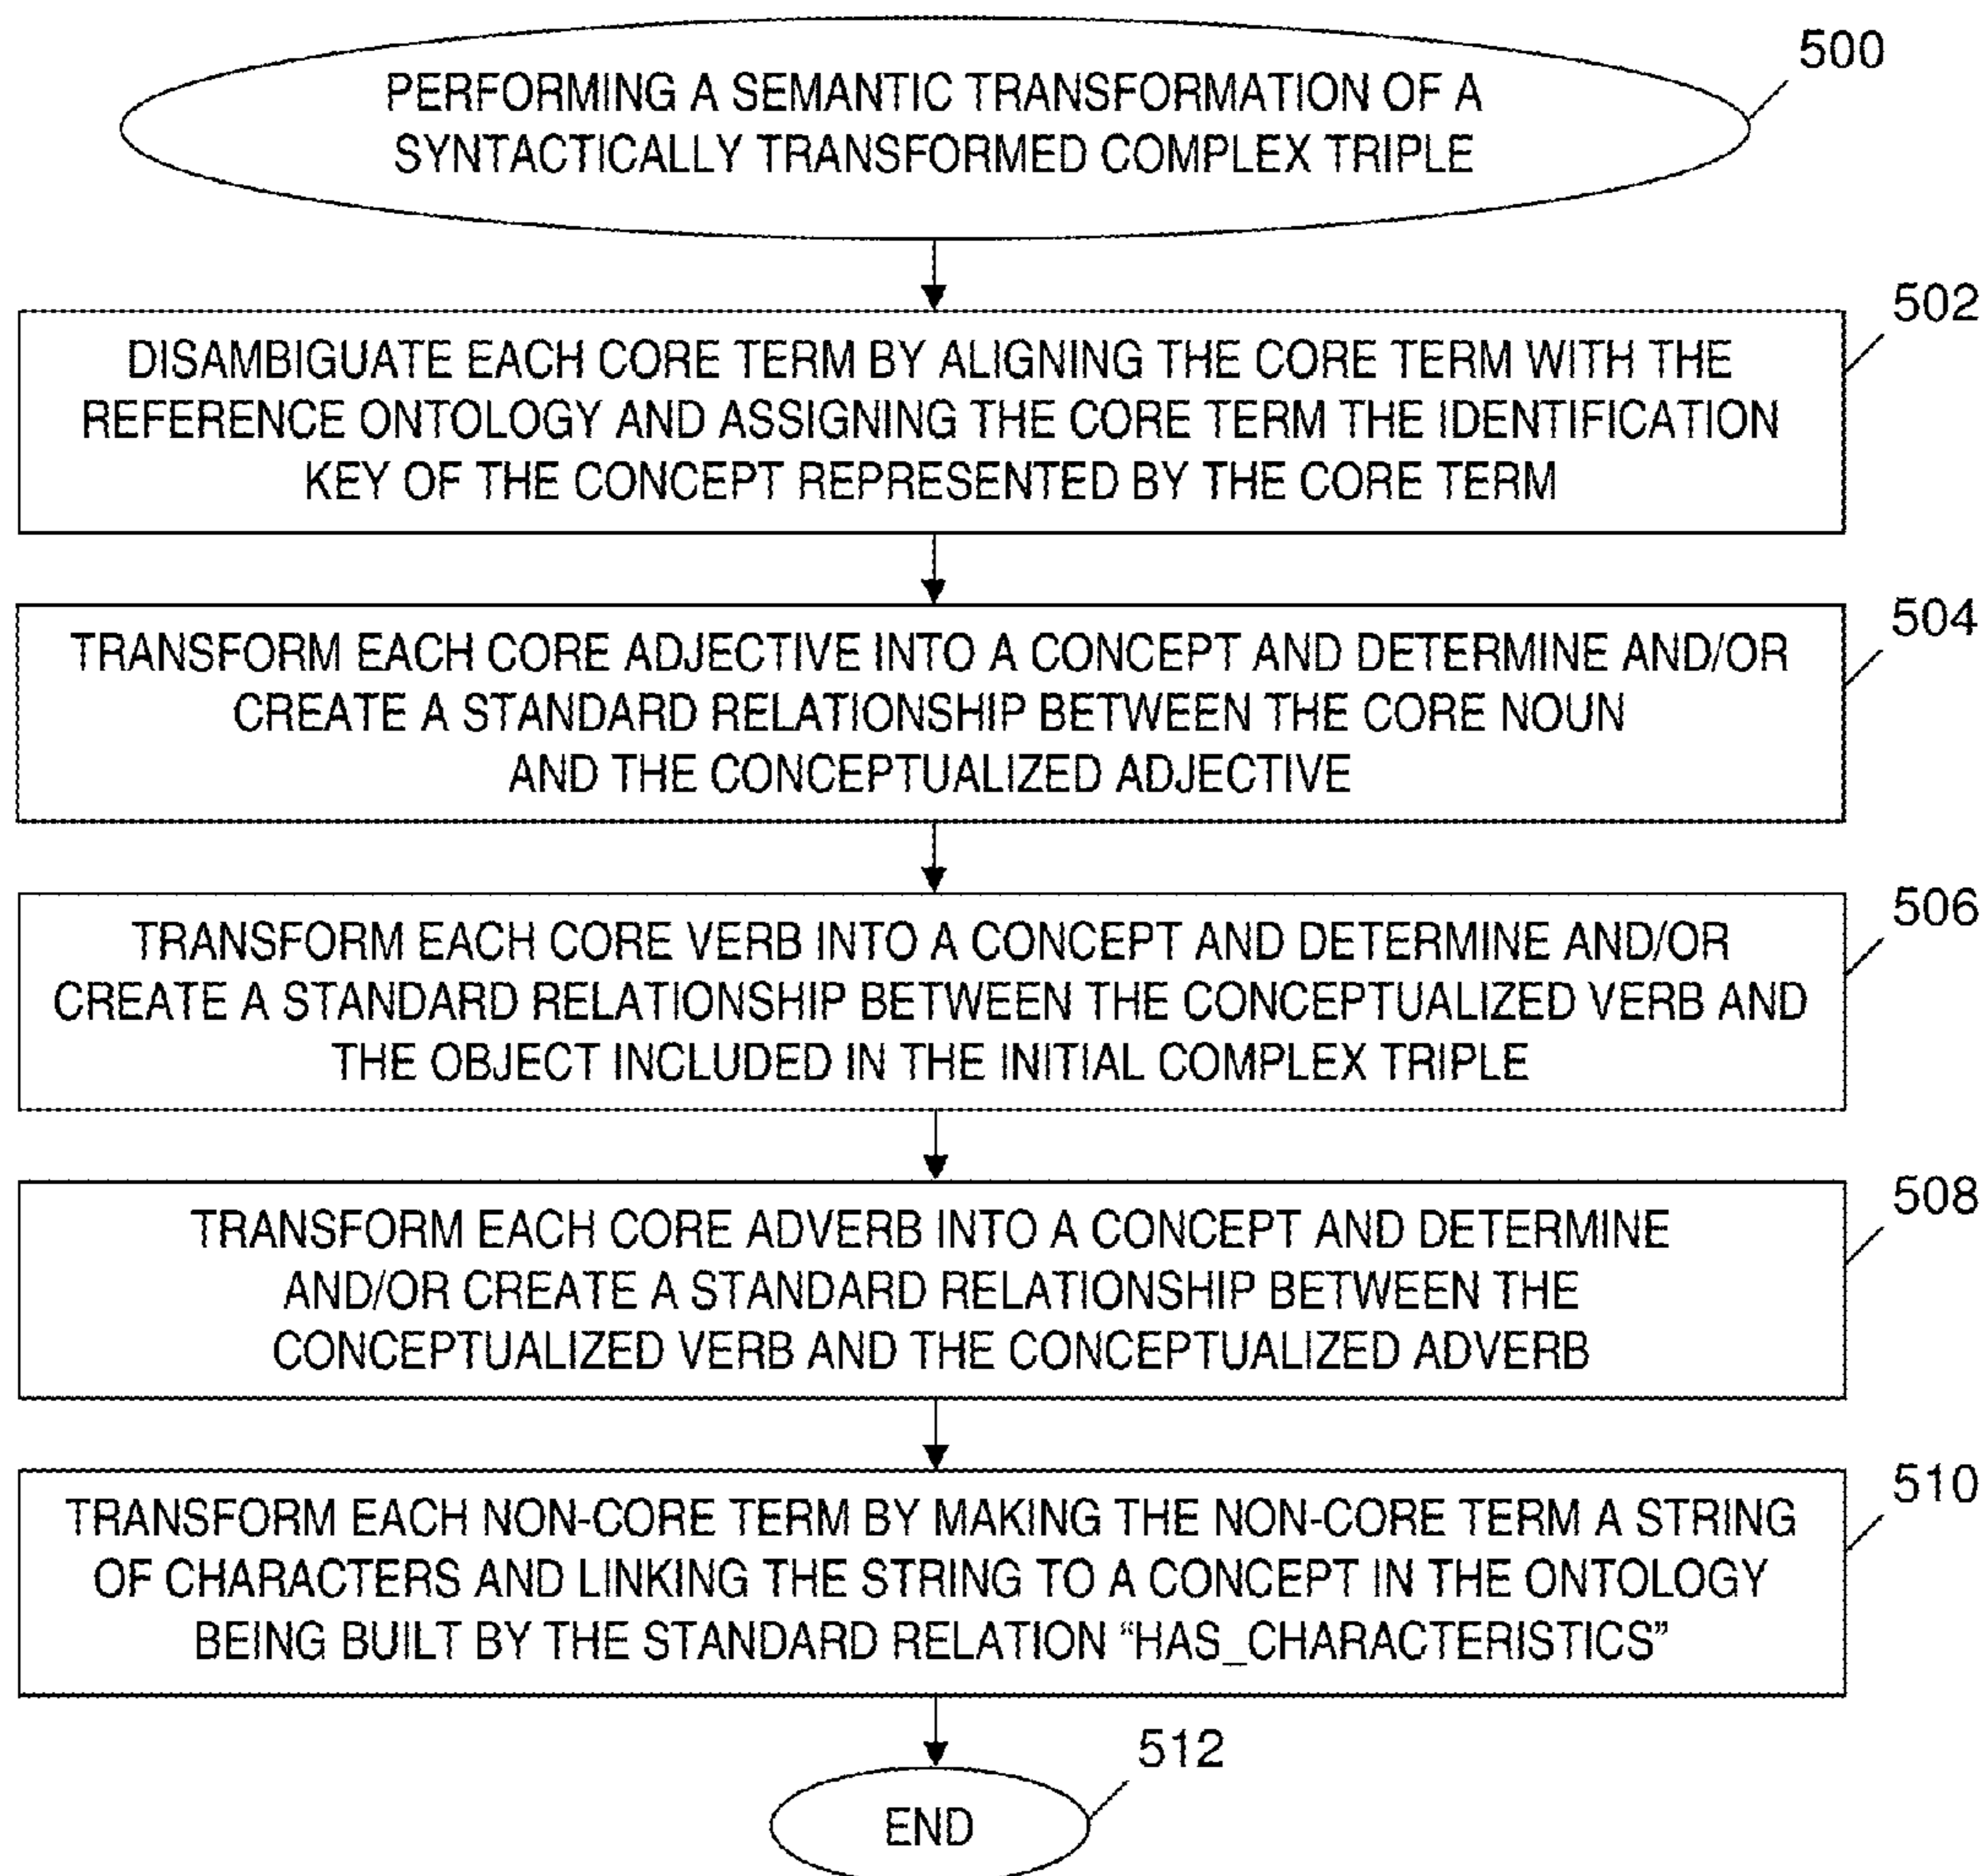 500
PERFORMING A SEMANTIC TRANSFORMATION OF A
SYNTACTICALLY TRANSFORMED COMPLEX TRIPLE
502
DISAMBIGUATE EACH CORE TERM BY ALIGNING THE CORE TERM WITH THE
REFERENCE ONTOLOGY AND ASSIGNING THE CORE TERM THE IDENTIFICATION
KEY OF THE CONCEPT REPRESENTED BY THE CORE TERM
504
TRANSFORM EACH CORE ADJECTIVE INTO A CONCEPT AND DETERMINE AND/OR
CREATE A STANDARD RELATIONSHIP BETWEEN THE CORE NOUN
AND THE CONCEPTUALIZED ADJECTIVE
506
TRANSFORM EACH CORE VERB INTO A CONCEPT AND DETERMINE AND/OR
CREATE A STANDARD RELATIONSHIP BETWEEN THE CONCEPTUALIZED VERB AND
THE OBJECT INCLUDED IN THE INITIAL COMPLEX TRIPLE
508
TRANSFORM EACH CORE ADVERB INTO A CONCEPT AND DETERMINE
AND/OR CREATE A STANDARD RELATIONSHIP BETWEEN THE
CONCEPTUALIZED VERB AND THE CONCEPTUALIZED ADVERB
510
TRANSFORM EACH NON-CORE TERM BY MAKING THE NON-CORE TERM A STRING
OF CHARACTERS AND LINKING THE STRING TO A CONCEPT IN THE ONTOLOGY
BEING BUILT BY THE STANDARD RELATION “HAS_CHARACTERISTICS”
512
END